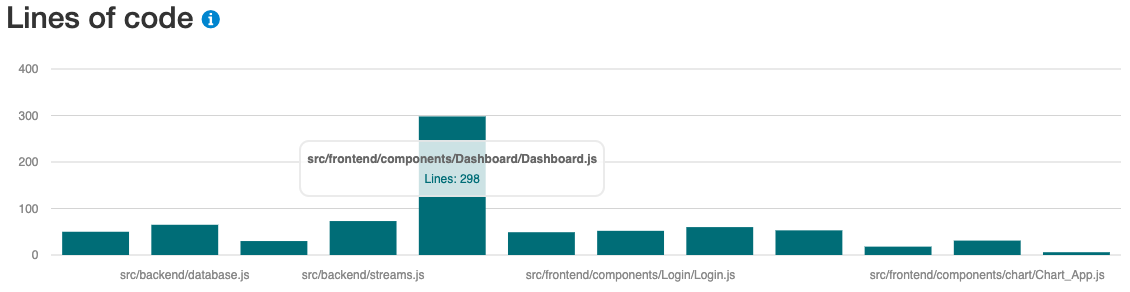 Lines of code
400
300
src/frontend/components/Dashboard/Dashboard.js
200
Lines: 298
100
0
src/backend/database.js src/backend/streams.js src/frontend/components/Login/Login.js src/frontend/components/chart/Chart_App.js